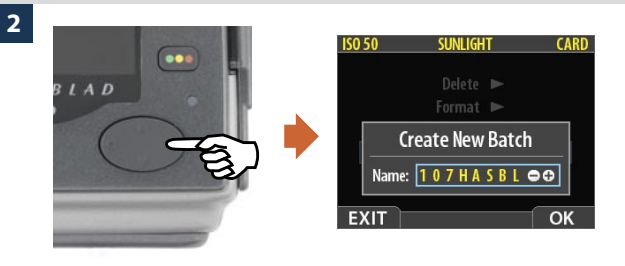 2
BLAD
ISO 50 SUNLIGHT CARD
Delete ►
Format ►
Create New Batch
Name: 107HASBL
EXIT OK